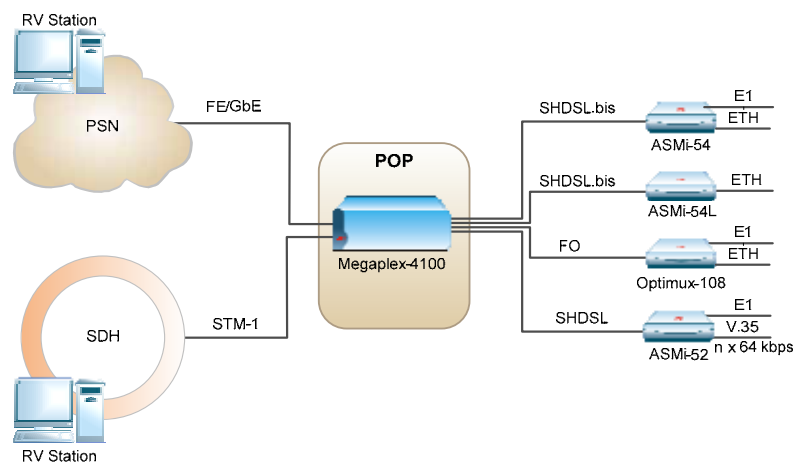 RV Station
PSN
FE/GbE
POP
Megaplex-4100
SDH
STM-1
RV Station
SHDSL.bis
E1
ETH
ASMi-54
SHDSL.bis
ETH
ASMi-54L
FO
E1
ETH
Optimux-108
SHDSL
E1
V.35
n x 64 kbps
ASMi-52